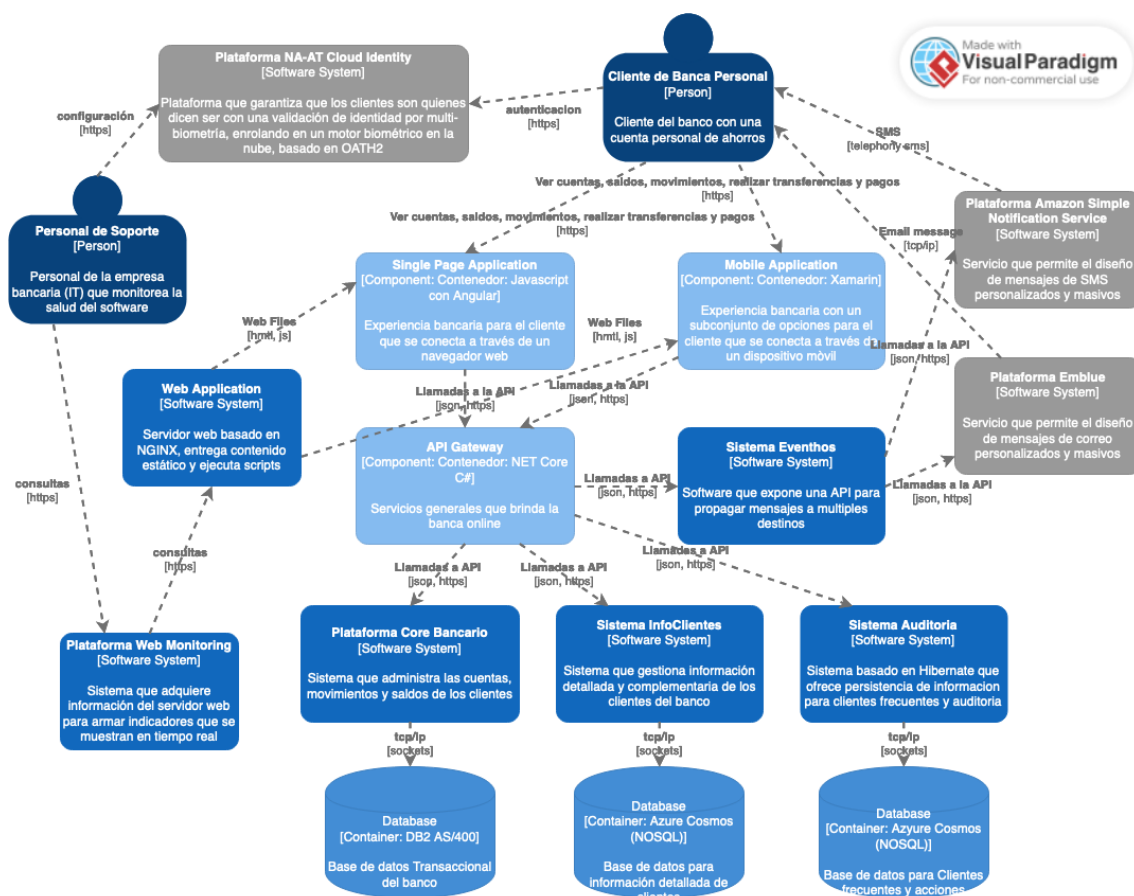 Made with
VisualParadigm
For non-commercial use
Plataforma NA-AT Cloud Identity
[Software System]
Plataforma que garantiza que los clientes son quienes
dicen ser con una validación de identidad por multi-
biometría, enrolando en un motor biométrico en la
nube, basado en OATH2
Cliente de Banca Personal
[Person]
Cliente del banco con una
cuenta personal de ahorros
configuración
[https]
autenticacion
[https]
SMS
[telephony sms]
Ver cuentas, saldos, movimientos, realizar transferencias y pagos
[https]
Ver cuentas, saldos, movimientos, realizar transferencias y pagos
[https]
Personal de Soporte
[Person]
Personal de la empresa
bancaria (IT) que monitorea la
salud del software
Plataforma Amazon Simple
Notification Service
[Software System]
Servicio que permite el diseño
de mensajes de SMS
personalizados y masivos
Email message
[tcp/ip]
Single Page Application
[Component: Contenedor: Javascript
con Angular]
Experiencia bancaria para el cliente
que se conecta a través de un
navegador web
Mobile Application
[Component: Contenedor: Xamarin]
Experiencia bancaria con un
subconjunto de opciones para el
cliente que se conecta a través de
un dispositivo mòvil
Web Files
[hmtl, js]
Web Files
[hmtl, js]
Llamadas a la API
[json, https]
Web Application
[Software System]
Servidor web basado en
NGINX, entrega contenido
estático y ejecuta scripts
Llamadas a la API
[json, https]
Llamadas a la API
[json, https]
Plataforma Emblue
[Software System]
Servicio que permite el diseño
de mensajes de correo
personalizados y masivos
API Gateway
[Component: Contenedor: NET Core
C#]
Servicios generales que brinda la
banca online
Llamadas a API
[json, https]
Sistema Eventhos
[Software System]
Software que expone una API para
propagar mensajes a multiples
destinos
Llamadas a la API
[json, https]
consultas
[https]
consultas
[https]
Llamadas a API
[json, https]
Llamadas a API
[json, https]
Llamadas a API
[json, https]
Plataforma Web Monitoring
[Software System]
Sistema que adquiere
información del servidor web
para armar indicadores que se
muestran en tiempo real
Plataforma Core Bancario
[Software System]
Sistema que administra las cuentas,
movimientos y saldos de los clientes
Sistema InfoClientes
[Software System]
Sistema que gestiona información
detallada y complementaria de los
clientes del banco
Sistema Auditoria
[Software System]
Sistema basado en Hibernate que
ofrece persistencia de informacion
para clientes frecuentes y auditoria
tcp/ip
[sockets]
tcp/ip
[sockets]
tcp/ip
[sockets]
Database
[Container: DB2 AS/400]
Base de datos Transaccional
del banco
Database
[Container: Azure Cosmos
(NOSQL)]
Base de datos para
información detallada de
Database
[Container: Azyure Cosmos
(NOSQL)]
Base de datos para Clientes
frecuentes y acciones